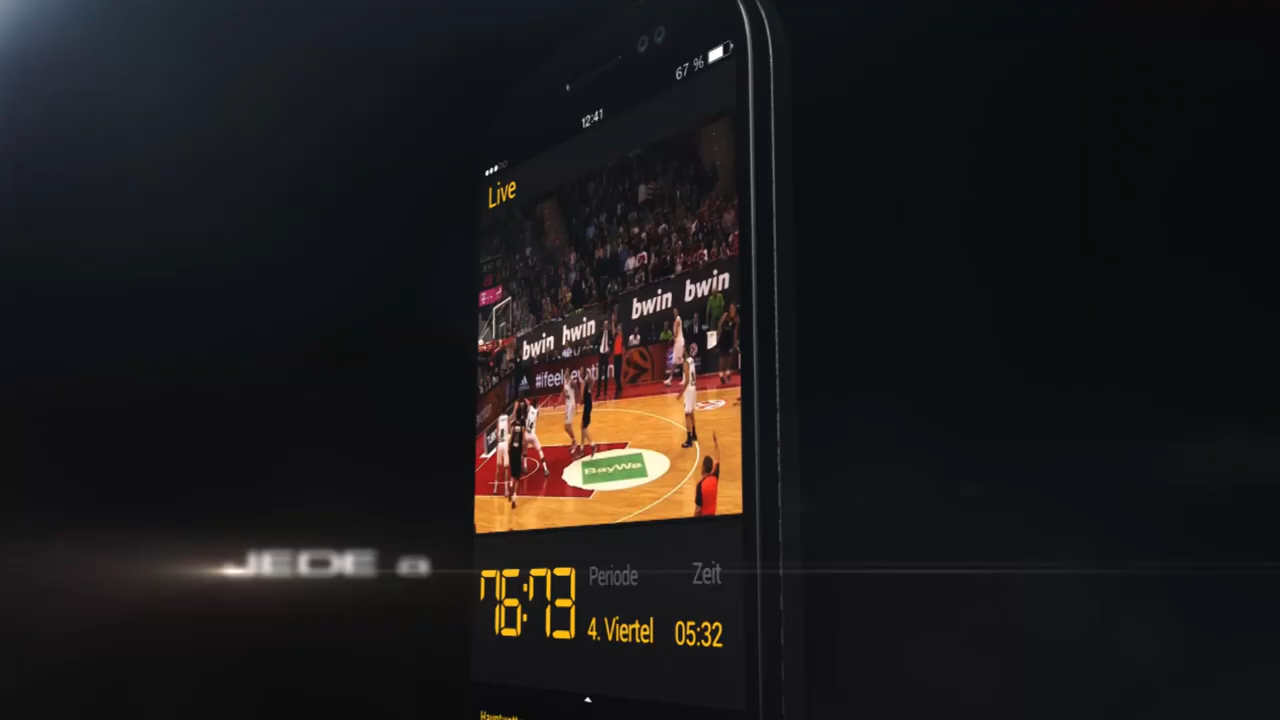 67 %
12:41
Live
bwin bwin
bwin bwin
BayWa
JEDE
76:73
Periode
Zeit
4. Viertel
05:32